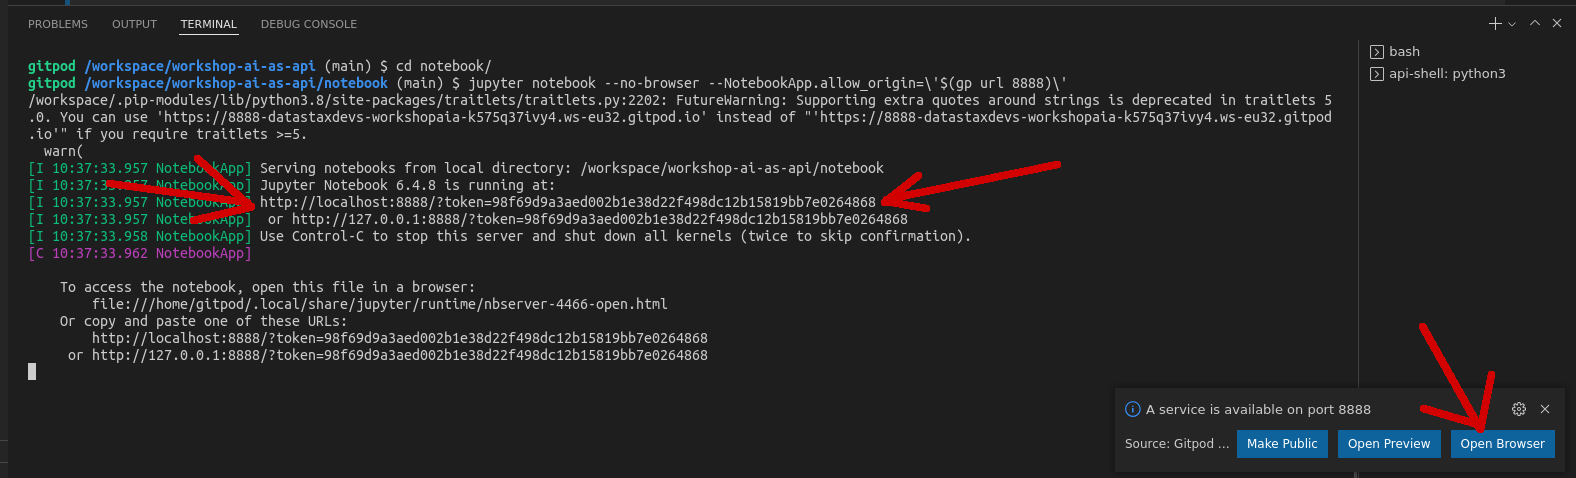 PROBLEMS OUTPUT TERMINAL DEBUG CONSOLE
gitpod /workspace/workshop-ai-as-api (main) $ cd notebook/
gitpod /workspace/workshop-ai-as-api/notebook (main) $ jupyter notebook --no-browser --NotebookApp.allow_origin=\'$(gp url 8888)\'
/workspace/.pip-modules/lib/python3.8/site-packages/traitlets/traitlets.py:2202: FutureWarning: Supporting extra quotes around strings is deprecated in traitlets 5
.0. You can use 'https://8888-datastaxdevs-workshopaia-k575q37ivy4.ws-eu32.gitpod.io' instead of "'https://8888-datastaxdevs-workshopaia-k575q37ivy4.ws-eu32.gitpod
.io'" if you require traitlets >=5.
warn(
[I 10:37:33.957 NotebookApp] Serving notebooks from local directory: /workspace/workshop-ai-as-api/notebook
[I 10:37:33.957 NotebookApp] Jupyter Notebook 6.4.8 is running at:
[I 10:37:33.957 NotebookApp] http://localhost:8888/?token=98f69d9a3aed002b1e38d22f498dc12b15819bb7e0264868
[I 10:37:33.957 NotebookApp] or http://127.0.0.1:8888/?token=98f69d9a3aed002b1e38d22f498dc12b15819bb7e0264868
[I 10:37:33.958 NotebookApp] Use Control-C to stop this server and shut down all kernels (twice to skip confirmation).
[C 10:37:33.962 NotebookApp]
To access the notebook, open this file in a browser:
file:///home/gitpod/.local/share/jupyter/runtime/nbserver-4466-open.html
Or copy and paste one of these URLs:
http://localhost:8888/?token=98f69d9a3aed002b1e38d22f498dc12b15819bb7e0264868
or http://127.0.0.1:8888/?token=98f69d9a3aed002b1e38d22f498dc12b15819bb7e0264868
bash
api-shell: python3
A service is available on port 8888
Source: Gitpod ... Make Public Open Preview Open Browser